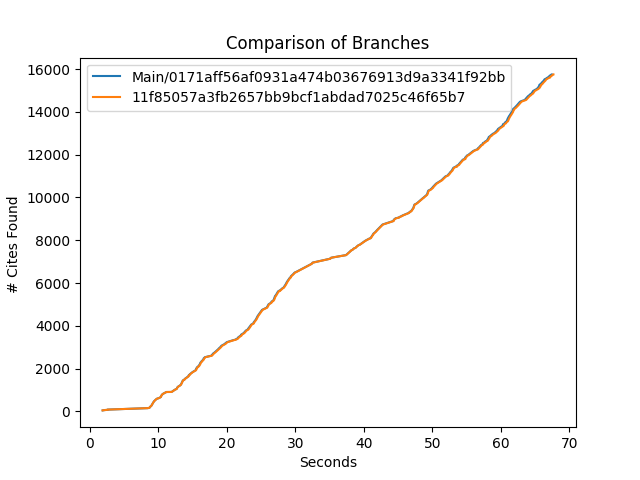 Comparison of Branches
Main/0171aff56af0931a474b03676913d9a3341f92bb
11f85057a3fb2657bb9bcf1abdad7025c46f65b7
# Cites Found
16000
14000
12000
10000
8000
6000
4000
2000
0
0 10 20 30 40 50 60 70
Seconds